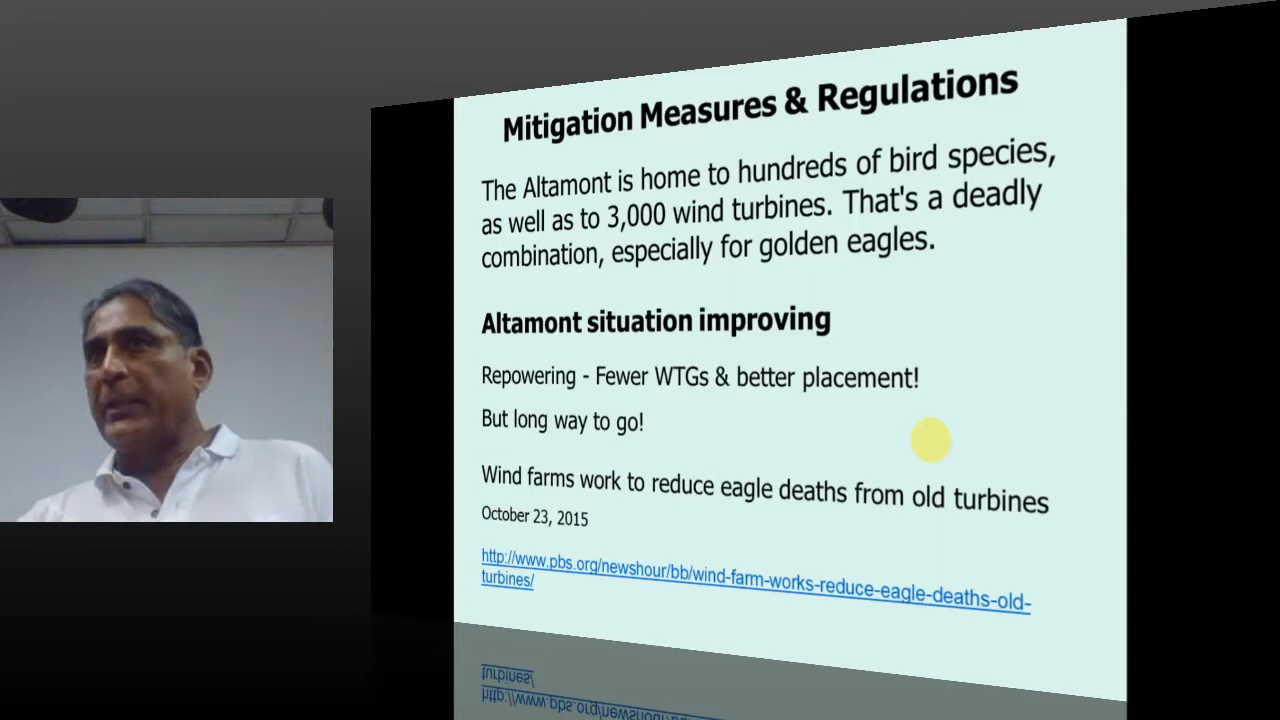 Mitigation Measures & Regulations
The Altamont is home to hundreds of bird species,
as well as to 3,000 wind turbines. That's a deadly
combination, especially for golden eagles.
Altamont situation improving
Repowering - Fewer WTGs & better placement!
But long way to go!
Wind farms work to reduce eagle deaths from old turbines
October 23, 2015
http://www.pbs.org/newshour/bb/wind-farm-works-reduce-eagle-deaths-old-
turbines/